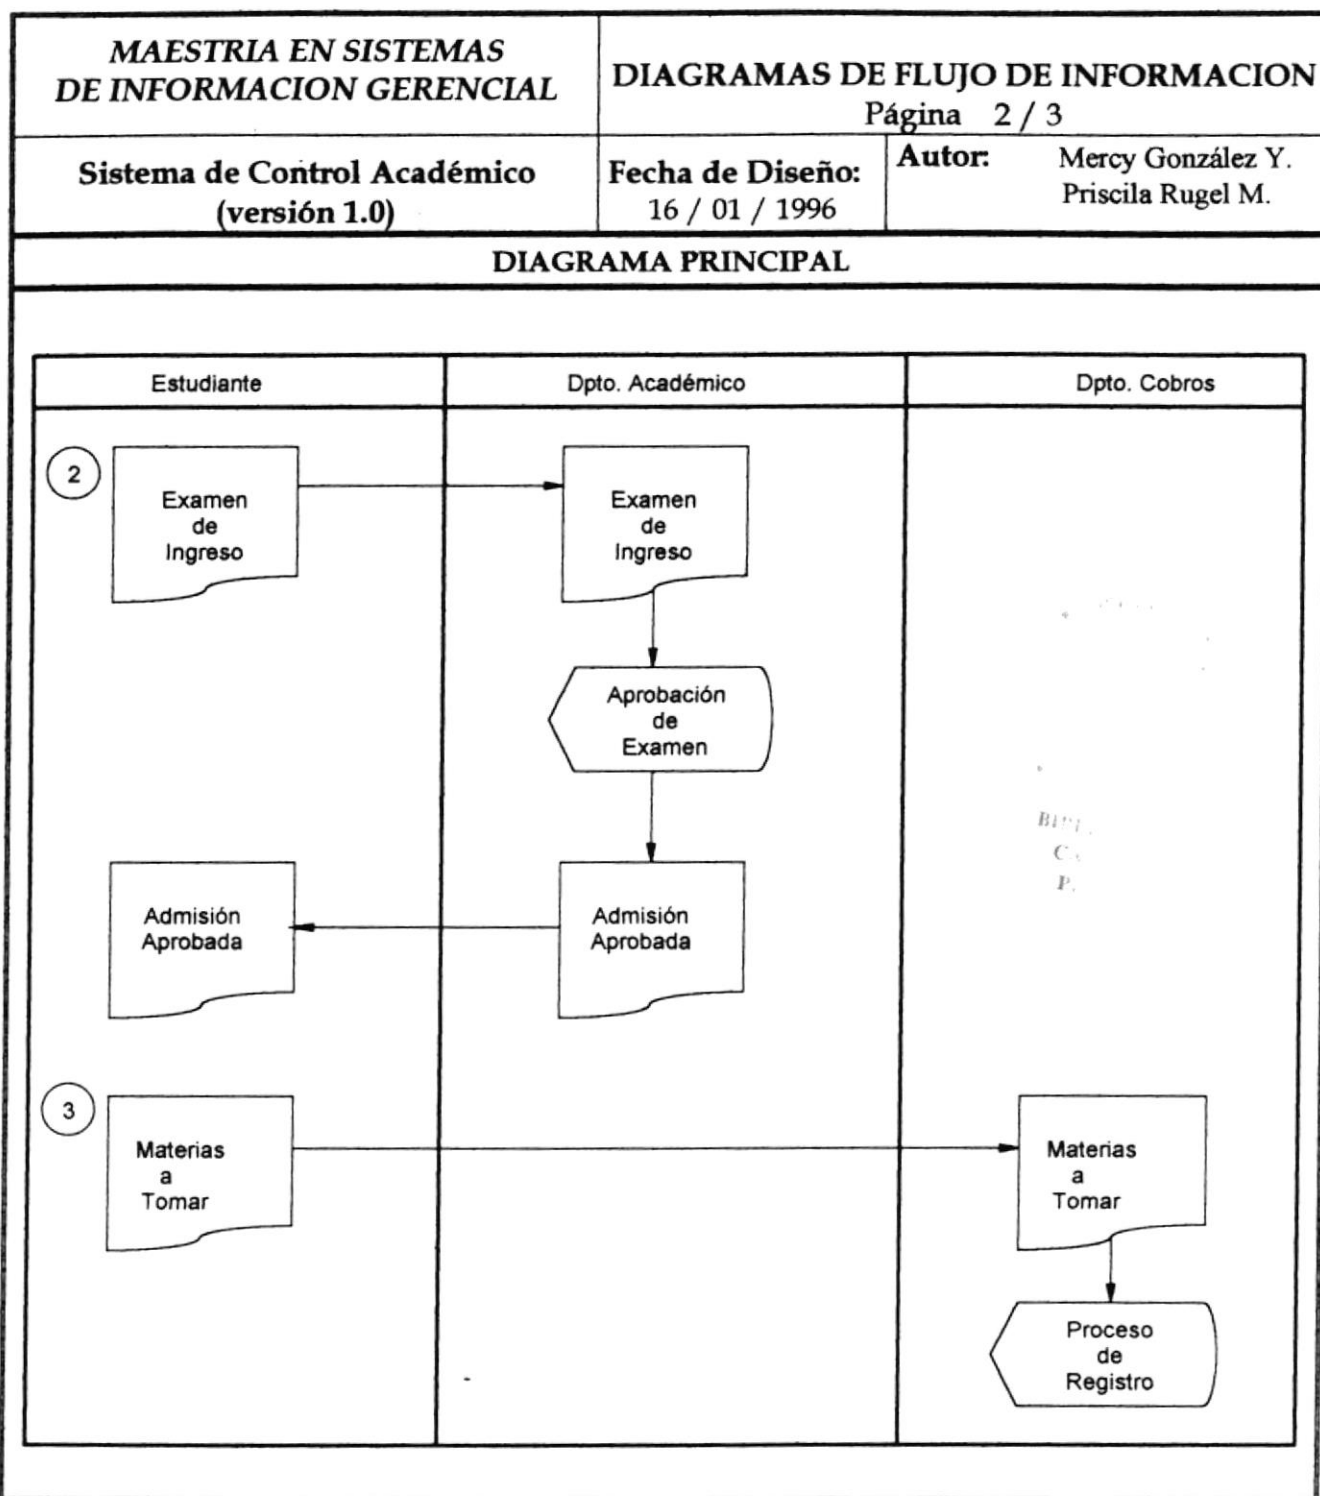 MAESTRIA EN SISTEMAS
DE INFORMACION GERENCIAL
DIAGRAMAS DE FLUJO DE INFORMACION
Página 2 / 3
Sistema de Control Académico
(versión 1.0)
Fecha de Diseño:
16 / 01 / 1996
Autor: Mercy González Y.
Priscila Rugel M.
DIAGRAMA PRINCIPAL
Estudiante
Dpto. Académico
Dpto. Cobros
2
Examen
de
Ingreso
Examen
de
Ingreso
Aprobación
de
Examen
Admisión
Aprobada
Admisión
Aprobada
3
Materias
a
Tomar
Materias
a
Tomar
Proceso
de
Registro